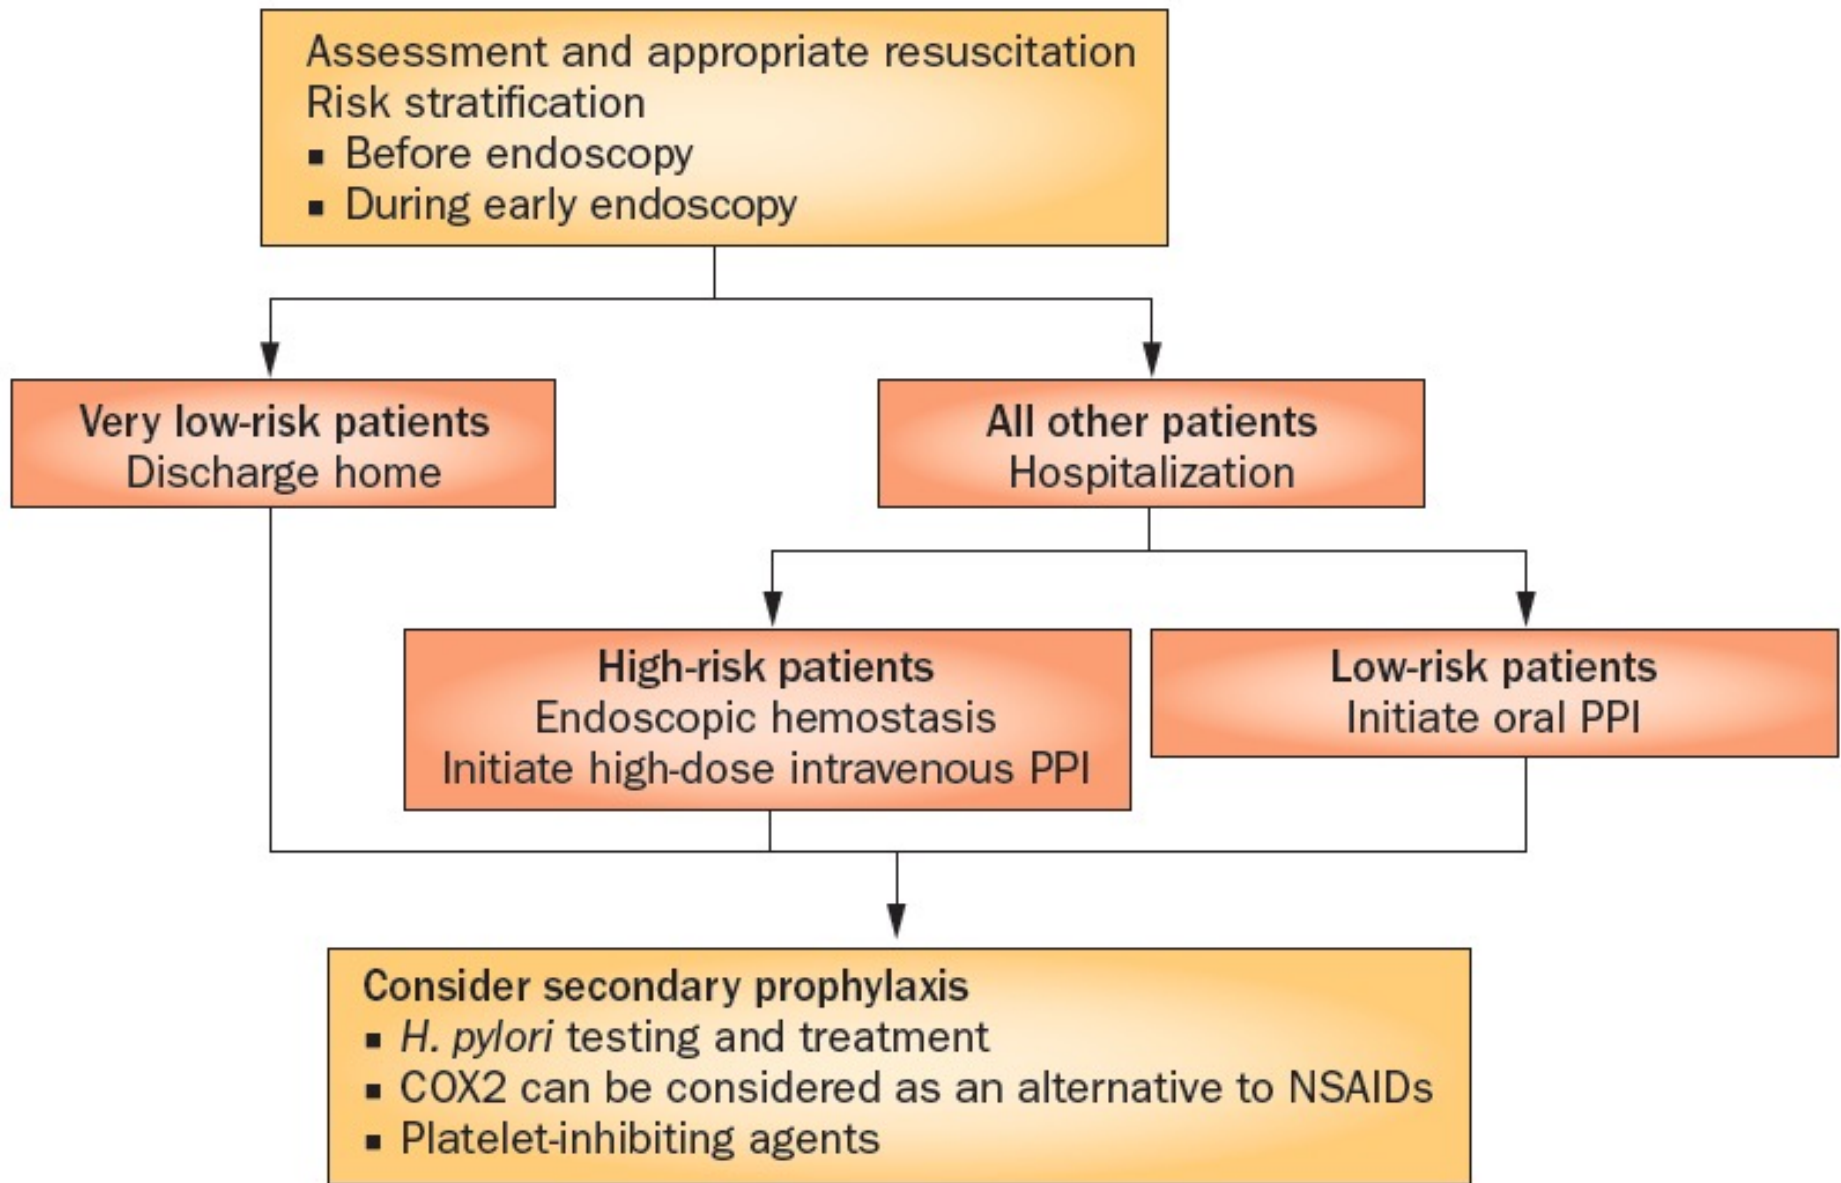 Assessment and appropriate resuscitation
Risk stratification
▪ Before endoscopy
▪ During early endoscopy
Very low-risk patients
Discharge home
All other patients
Hospitalization
High-risk patients
Endoscopic hemostasis
Initiate high-dose intravenous PPI
Low-risk patients
Initiate oral PPI
Consider secondary prophylaxis
▪ H. pylori testing and treatment
▪ COX2 can be considered as an alternative to NSAIDs
▪ Platelet-inhibiting agents